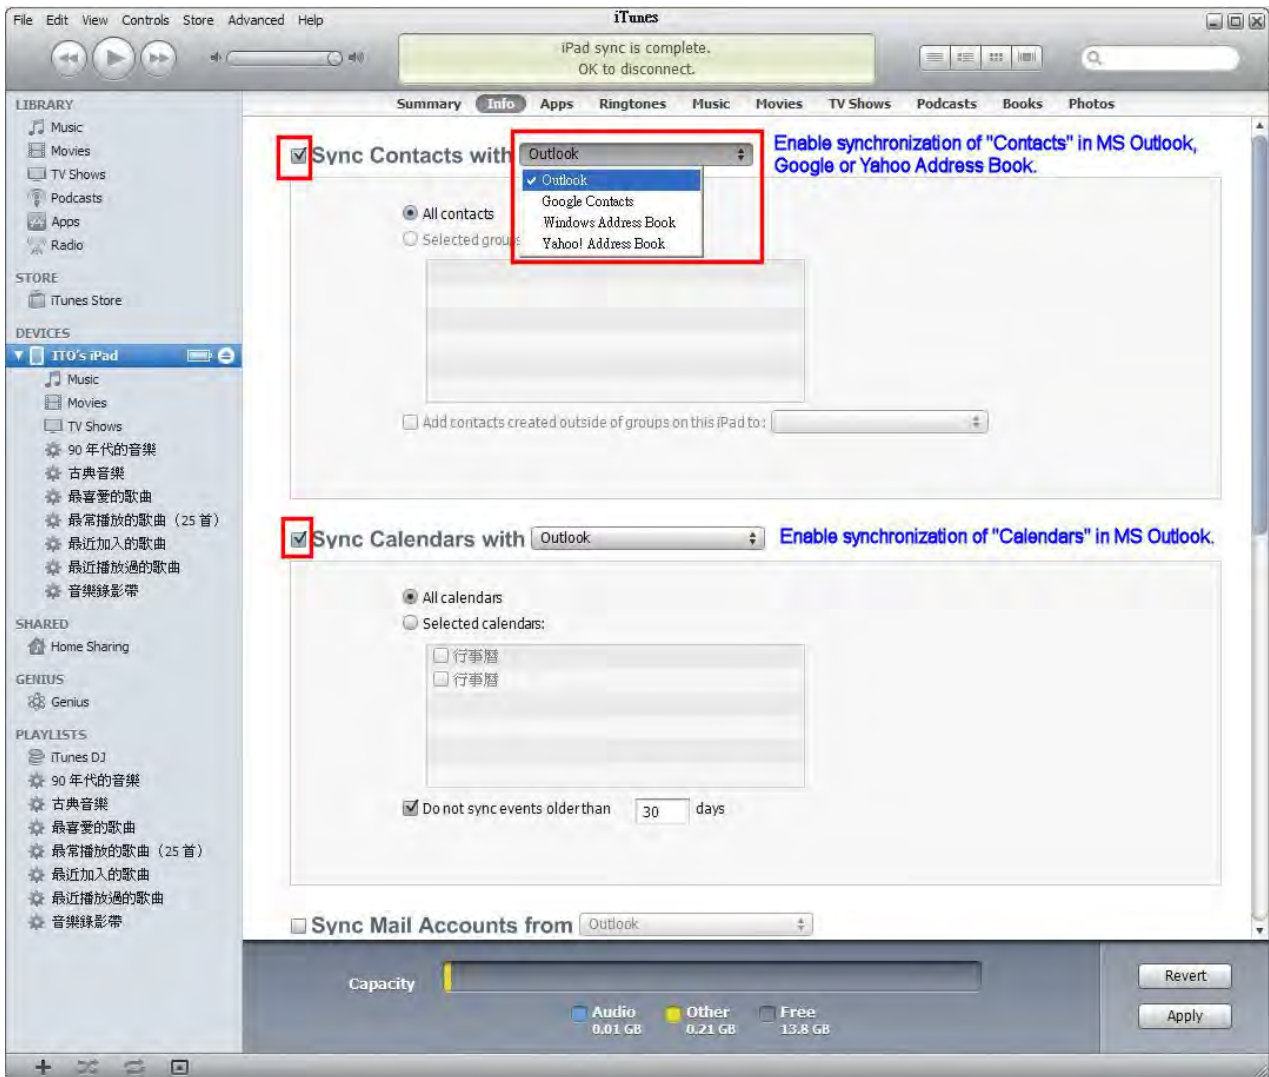 File Edit View Controls Store Advanced Help
iTunes
iPad sync is complete.
OK to disconnect.
LIBRARY
Music
Movies
TV Shows
Podcasts
Apps
Radio
STORE
iTunes Store
DEVICES
ITO's iPad
Music
Movies
TV Shows
90 年代的音樂
古典音樂
最喜愛的歌曲
最常播放的歌曲（25 首）
最近加入的歌曲
最近播放過的歌曲
音樂錄影帶
SHARED
Home Sharing
GENIUS
Genius
PLAYLISTS
iTunes DJ
90 年代的音樂
古典音樂
最喜愛的歌曲
最常播放的歌曲（25 首）
最近加入的歌曲
最近播放過的歌曲
音樂錄影帶
Summary Info Apps Ringtones Music Movies TV Shows Podcasts Books Photos
Sync Contacts with Outlook
Enable synchronization of "Contacts" in MS Outlook,
Google or Yahoo Address Book.
Outlook
Google Contacts
Windows Address Book
Yahoo! Address Book
All contacts
Selected groups
Add contacts created outside of groups on this iPad to:
Sync Calendars with Outlook
Enable synchronization of "Calendars" in MS Outlook.
All calendars
Selected calendars:
行事曆
行事曆
Do not sync events older than 30 days
Sync Mail Accounts from Outlook
Capacity
Audio
0.01 GB
Other
0.21 GB
Free
13.8 GB
Revert
Apply